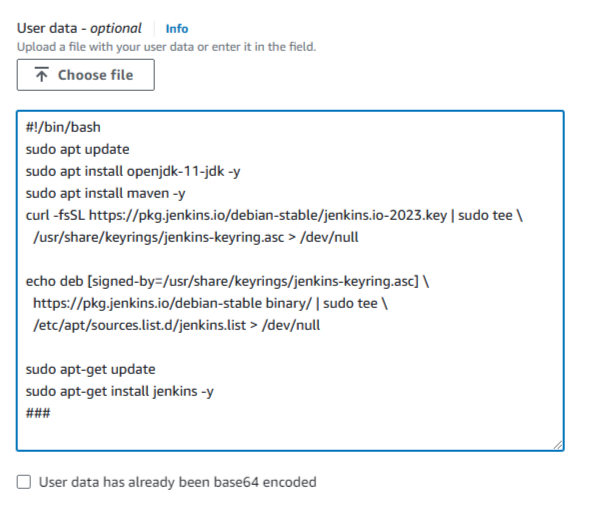 User data - optional Info
Upload a file with your user data or enter it in the field.
Choose file
#!/bin/bash
sudo apt update
sudo apt install openjdk-11-jdk -y
sudo apt install maven -y
curl -fsSL https://pkg.jenkins.io/debian-stable/jenkins.io-2023.key | sudo tee \
/usr/share/keyrings/jenkins-keyring.asc > /dev/null
echo deb [signed-by=/usr/share/keyrings/jenkins-keyring.asc] \
https://pkg.jenkins.io/debian-stable binary/ | sudo tee \
/etc/apt/sources.list.d/jenkins.list > /dev/null
sudo apt-get update
sudo apt-get install jenkins -y
###
User data has already been base64 encoded